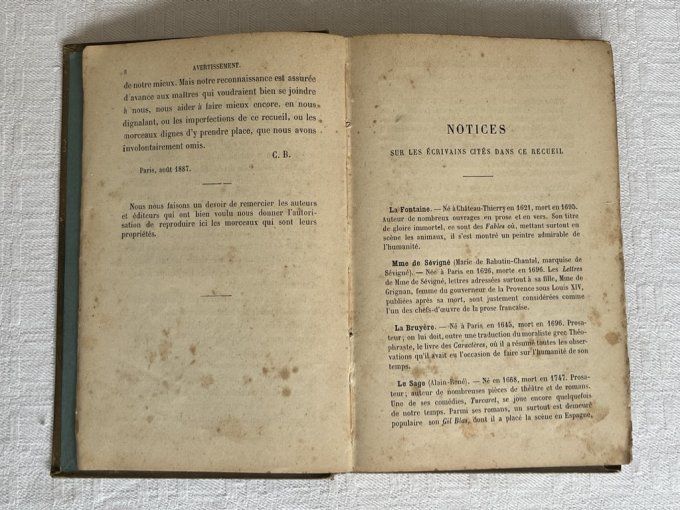 8
AVERTISSEMENT.
de notre mieux. Mais notre reconnaissance est assurée
d'avance aux maîtres qui voudraient bien se joindre
à nous, nous aider à faire mieux encore, en nous
dignalant, ou les imperfections de ce recueil, ou les
morceaux dignes d'y prendre place, que nous avons
involontairement omis.
C. B.
Paris, août 1887.
Nous nous faisons un devoir de remercier les auteurs
et éditeurs qui ont bien voulu nous donner l'autori-
sation de reproduire ici les morceaux qui sont leurs
propriétés.
NOTICES
SUR LES ÉCRIVAINS CITÉS DANS CE RECUEIL
La Fontaine. — Né à Château-Thierry en 1621, mort en 1695.
Auteur de nombreux ouvrages en prose et en vers. Son titre
de gloire immortel, ce sont des Fables où, mettant surtout en
scène les animaux, il s'est montré un peintre admirable de
l'humanité.
Mme de Sévigné (Marie de Rabutin-Chantal, marquise de
Sévigné). — Née à Paris en 1626, morte en 1696. Les Lettres
de Mme de Sévigné, lettres adressées surtout à sa fille, Mme de
Grignan, femme du gouverneur de la Provence sous Louis XIV,
publiées après sa mort, sont justement considérées comme
l'un des chefs-d'œuvre de la prose française.
La Bruyère. — Né à Paris, en 1645, mort en 1696. Prosa-
teur; on lui doit, outre une traduction du moraliste grec Théo-
phraste, le livre des Caractères, où il a résumé toutes les obser-
vations qu'il avait eu l'occasion de faire sur l'humanité de son
temps.
Le Sage (Alain-René). — Né en 1668, mort en 1747. Prosa-
teur; auteur de nombreuses pièces de théâtre et de romans.
Une de ses comédies, Turcaret, se joue encore quelquefois
de notre temps. Parmi ses romans, un surtout est demeuré
populaire, son Gil Blas, dont il a placé la scène en Espagne,